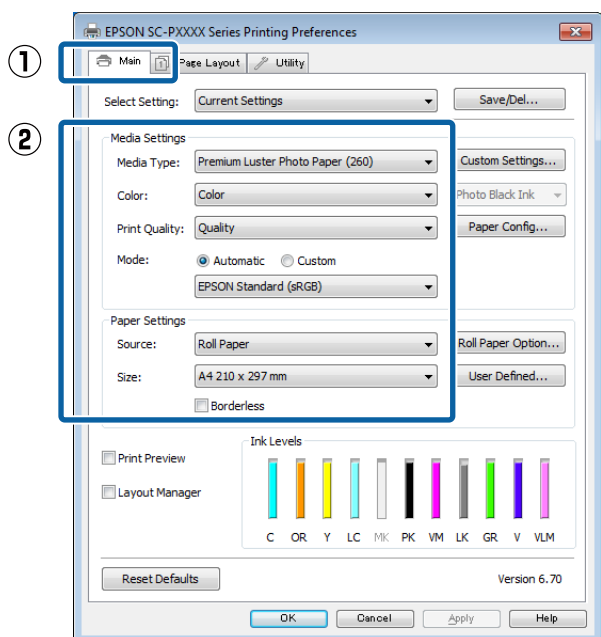 EPSON SC-PXXXX Series Printing Preferences
1
Main
1
Page Layout
Utility
Select Setting:
Current Settings
Save/Del...
2
Media Settings
Media Type:
Premium Luster Photo Paper (260)
Custom Settings...
Color:
Color
Photo Black Ink
Print Quality:
Quality
Paper Config...
Mode:
Automatic
Custom
EPSON Standard (sRGB)
Paper Settings
Source:
Roll Paper
Roll Paper Option...
Size:
A4 210 x 297 mm
User Defined...
Borderless
Print Preview
Layout Manager
Ink Levels
C OR Y LC MK PK VM LK GR V VLM
Reset Defaults
Version 6.70
OK
Cancel
Apply
Help